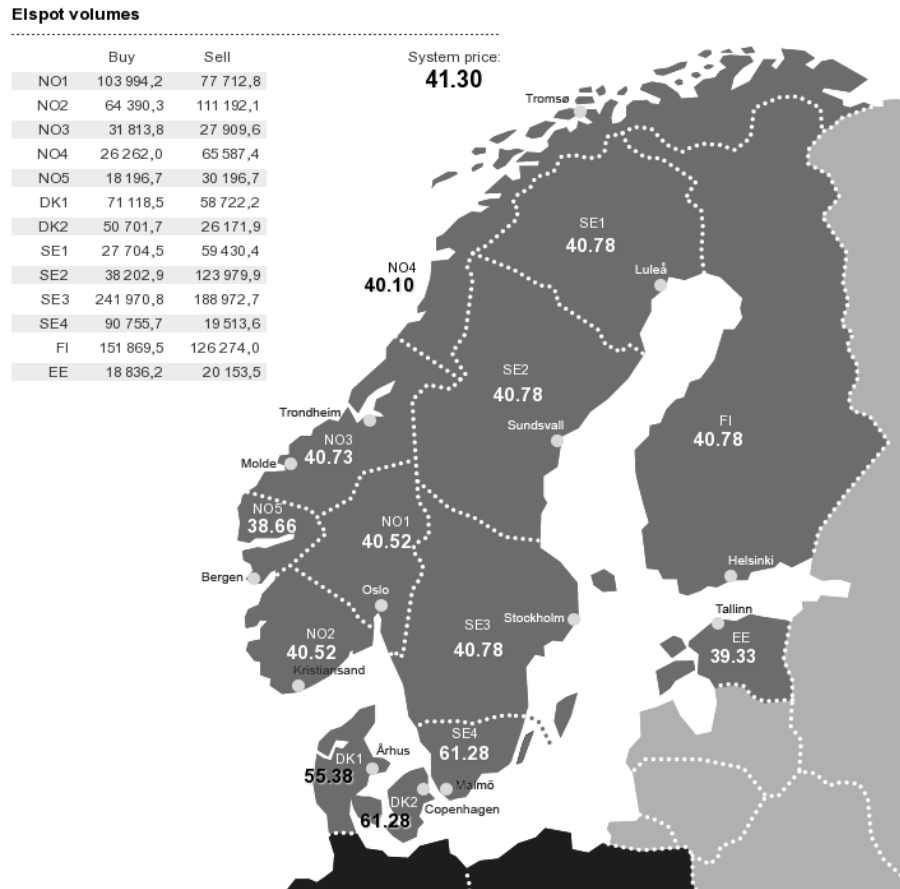 Elspot volumes
Buy Sell
NO1 103 994,2 77 712,8
NO2 64 390,3 111 192,1
NO3 31 813,8 27 909,6
NO4 26 262,0 65 587,4
NO5 18 196,7 30 196,7
DK1 71 118,5 58 722,2
DK2 50 701,7 26 171,9
SE1 27 704,5 59 430,4
SE2 38 202,9 123 979,9
SE3 241 970,8 188 972,7
SE4 90 755,7 19 513,6
FI 151 869,5 126 274,0
EE 18 836,2 20 153,5
System price:
41.30
Tromsø
SE1
40.78
Luleå
NO4
40.10
SE2
40.78
Sundsvall
FI
40.78
Trondheim
NO3
40.73
Molde
NO5
38.66
NO1
40.52
Bergen
Oslo
Helsinki
Stockholm
Tallinn
SE3
40.78
EE
39.33
NO2
40.52
Kristiansand
SE4
61.28
Århus
DK1
55.38
Malmö
DK2
Copenhagen
61.28